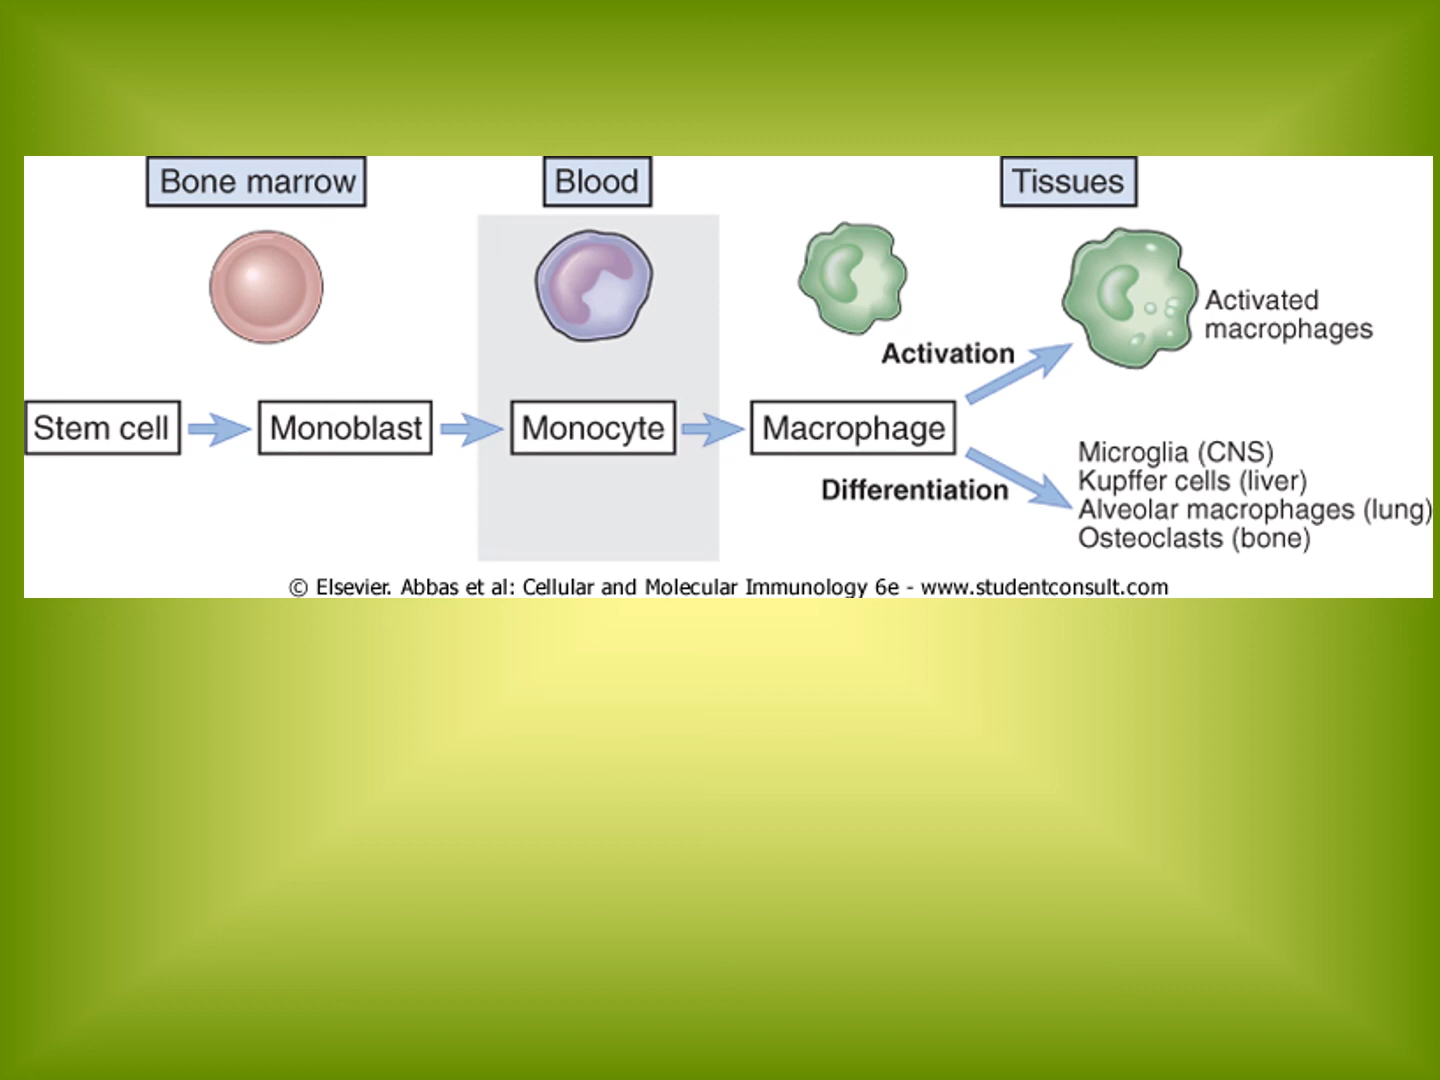 Bone marrow
Blood
Tissues
Activated
macrophages
Activation
Stem cell
Monoblast
Monocyte
Macrophage
Differentiation
Microglia (CNS)
Kupffer cells (liver)
Alveolar macrophages (lung)
Osteoclasts (bone)
© Elsevier. Abbas et al: Cellular and Molecular Immunology 6e - www.studentconsult.com